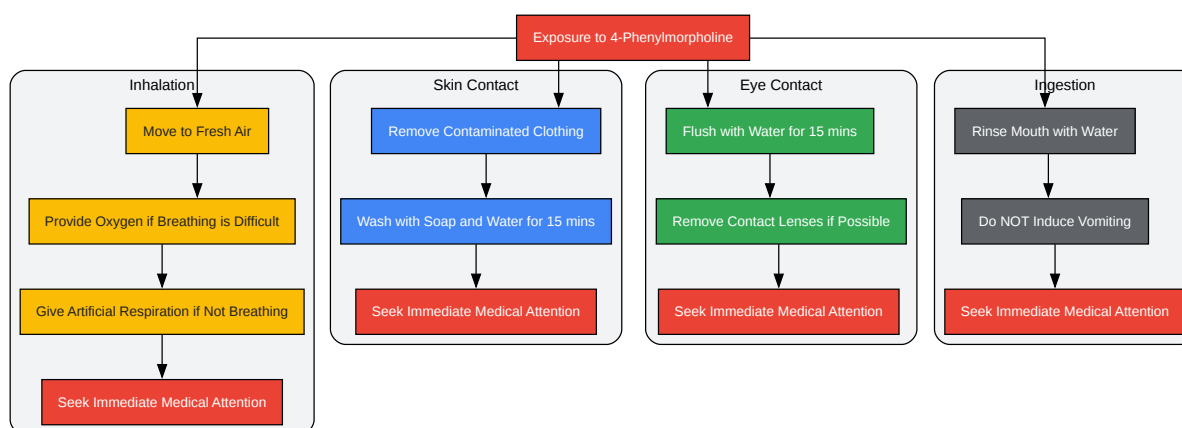 Exposure to 4-Phenylmorpholine
Inhalation
Move to Fresh Air
Provide Oxygen if Breathing is Difficult
Give Artificial Respiration if Not Breathing
Seek Immediate Medical Attention
Skin Contact
Remove Contaminated Clothing
Wash with Soap and Water for 15 mins
Seek Immediate Medical Attention
Eye Contact
Flush with Water for 15 mins
Remove Contact Lenses if Possible
Seek Immediate Medical Attention
Ingestion
Rinse Mouth with Water
Do NOT Induce Vomiting
Seek Immediate Medical Attention